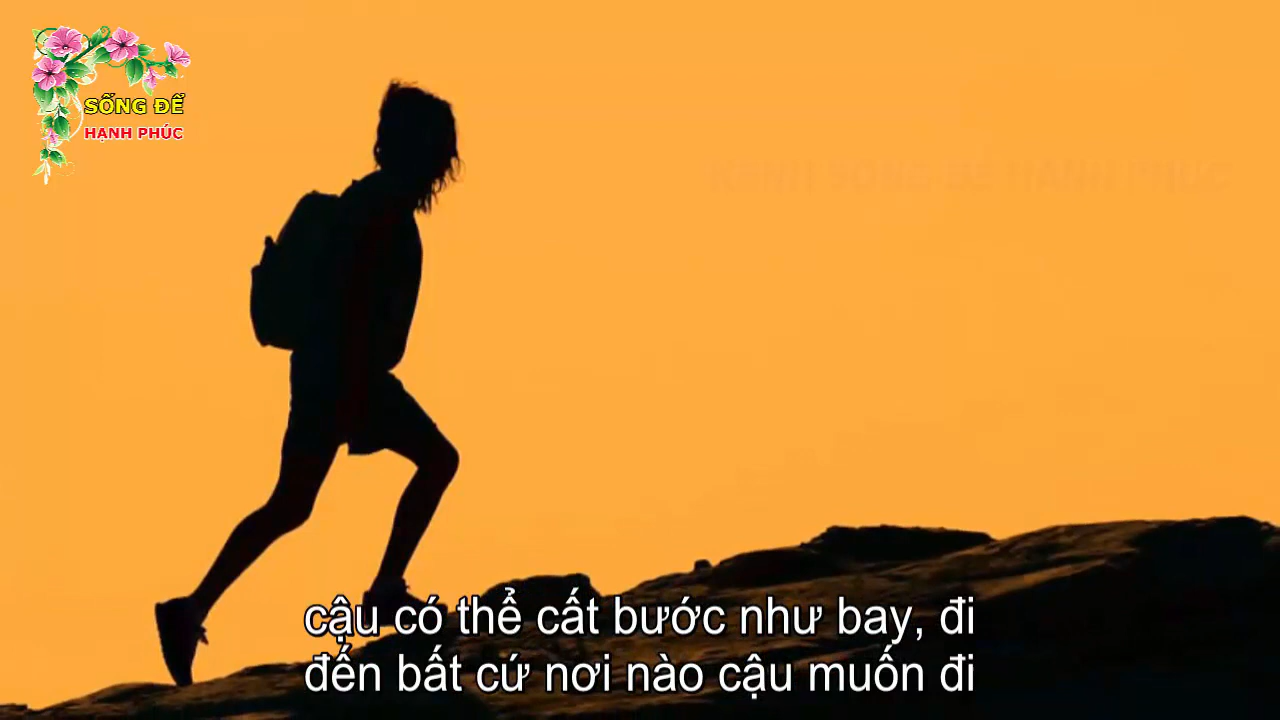 SỐNG ĐỂ
HẠNH PHÚC
cậu có thể cất bước như bay, đi
đến bất cứ nơi nào cậu muốn đi